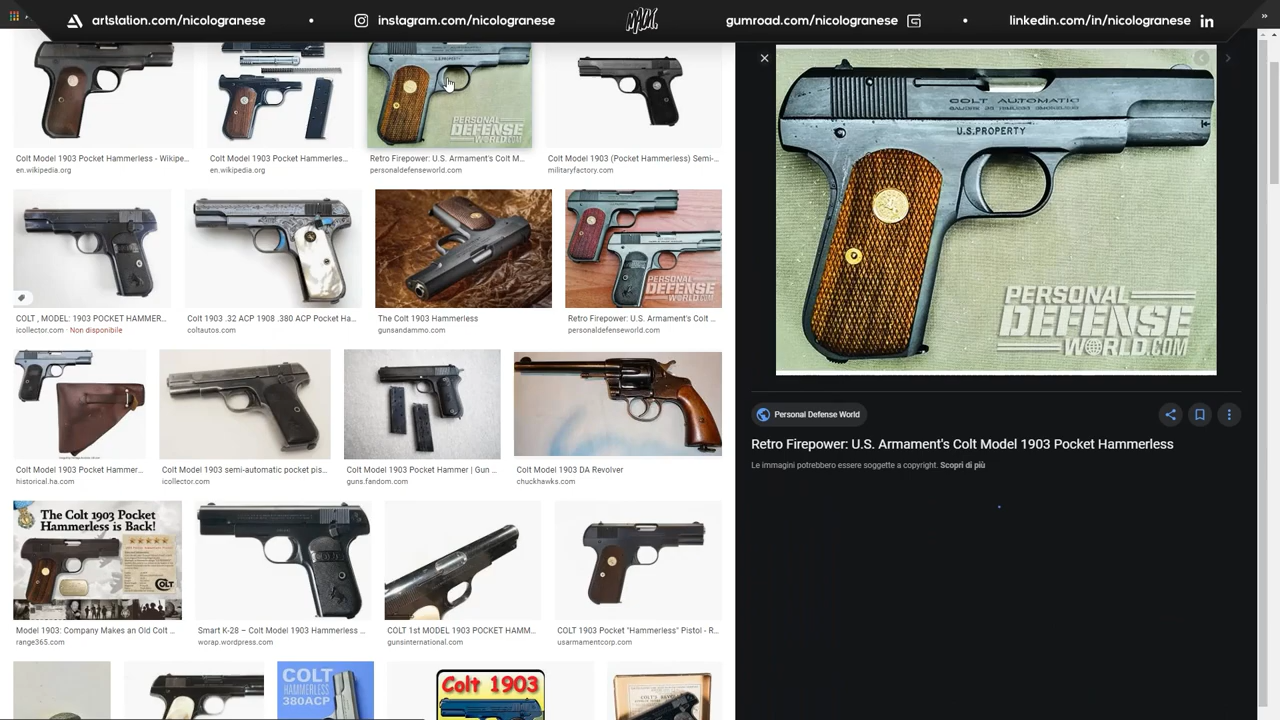 artstation.com/nicologranese
instagram.com/nicologranese
gumroad.com/nicologranese
linkedin.com/in/nicologranese
Colt Model 1903 Pocket Hammerless - Wikipe...
en.wikipedia.org
Colt Model 1903 Pocket Hammerles...
en.wikipedia.org
PERSONAL
DEFENSE
WORLD.COM
Retro Firepower: U.S. Armament's Colt M...
personaldefenseworld.com
Colt Model 1903 (Pocket Hammerless) Semi-...
militaryfactory.com
COLT , MODEL: 1903 POCKET HAMMER...
icollector.com · Non disponibile
Colt 1903 .32 ACP 1908 .380 ACP Pocket Ha...
coltautos.com
The Colt 1903 Hammerless
gunsandammo.com
PERSONAL
DEFENSE
WORLD.COM
Retro Firepower: U.S. Armament's Colt ...
personaldefenseworld.com
Colt Model 1903 Pocket Hammer...
historical.ha.com
Colt Model 1903 semi-automatic pocket pis...
icollector.com
Colt Model 1903 Pocket Hammer | Gun ...
guns.fandom.com
Colt Model 1903 DA Revolver
chuckhawks.com
The Colt 1903 Pocket
Hammerless is Back!
COLT
Model 1903: Company Makes an Old Colt ...
range365.com
Smart K-28 – Colt Model 1903 Hammerless ...
worap.wordpress.com
COLT 1st MODEL 1903 POCKET HAMM...
gunsinternational.com
COLT 1903 Pocket "Hammerless" Pistol - R...
usarmamentcorp.com
COLT
HAMMERLESS
380ACP
Colt 1903
COLT AUTOMATIC
U.S.PROPERTY
PERSONAL
DEFENSE
WORLD.COM
Personal Defense World
Retro Firepower: U.S. Armament's Colt Model 1903 Pocket Hammerless
Le immagini potrebbero essere soggette a copyright. Scopri di più